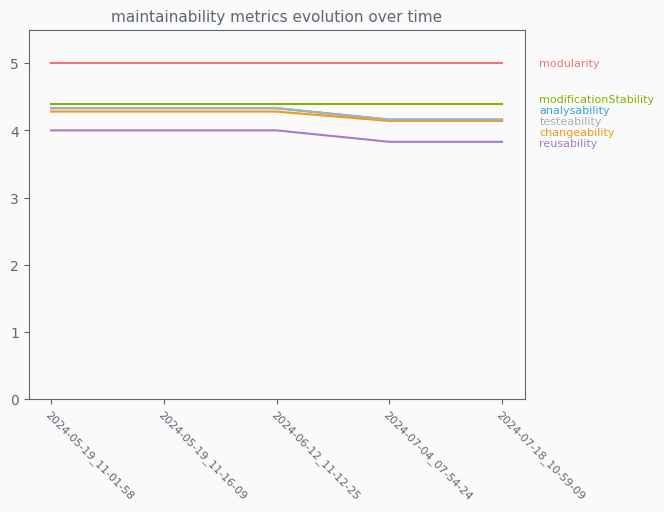 maintainability metrics evolution over time
5
4
3
2
1
0
modularity
modificationStability
analysability
testeability
changeability
reusability
2024-05-19_11-01-58
2024-05-19_11-16-09
2024-06-12_11-12-25
2024-07-04_07-54-24
2024-07-18_10-59-09